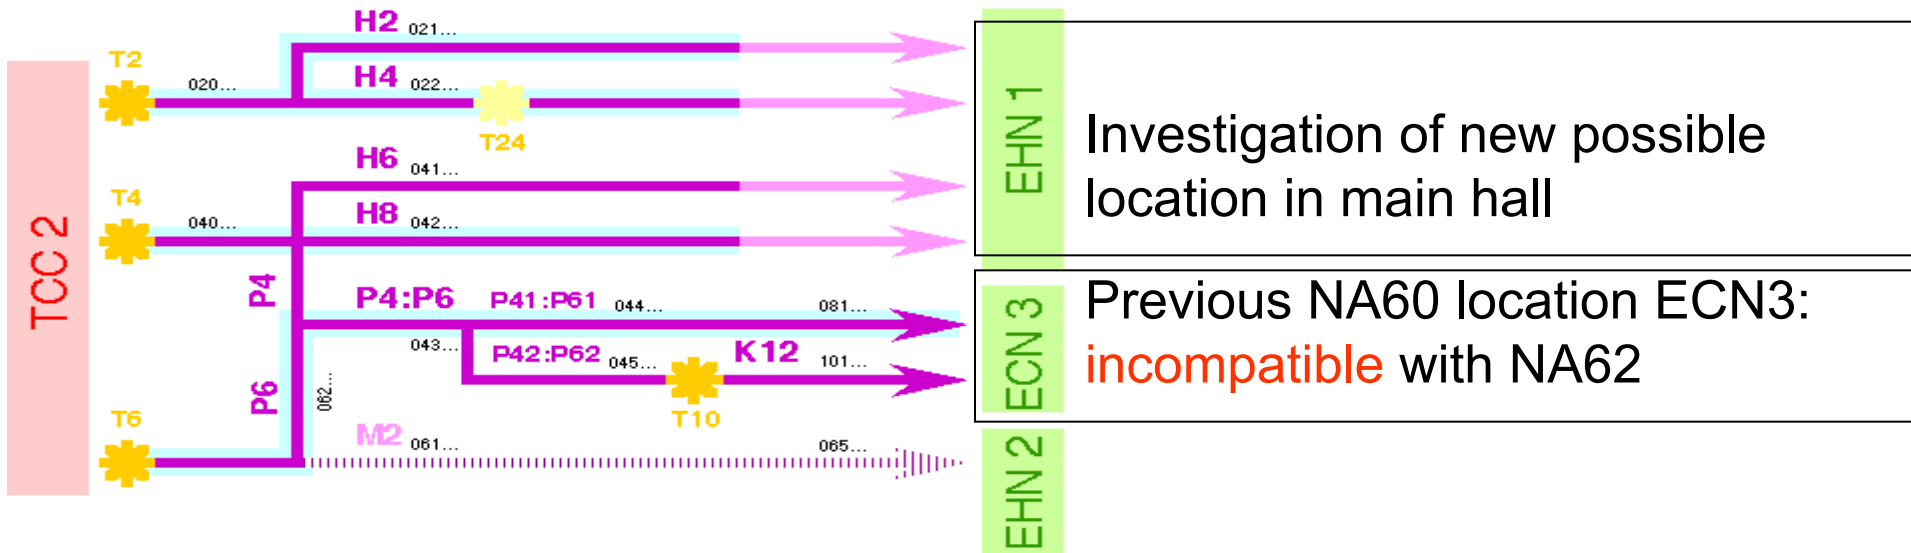 H2 021...
T2
020...
H4 022...
T24
H6
041...
T4
040...
H8
042...
TCC 2
P4
P4:P6 P41:P61 044... 081...
043...
P42:P62 045... K12 101...
P6
062...
T6
T10
M2 061... 065...
EHN 1
ECN 3
EHN 2
Investigation of new possible
location in main hall
Previous NA60 location ECN3:
incompatible with NA62